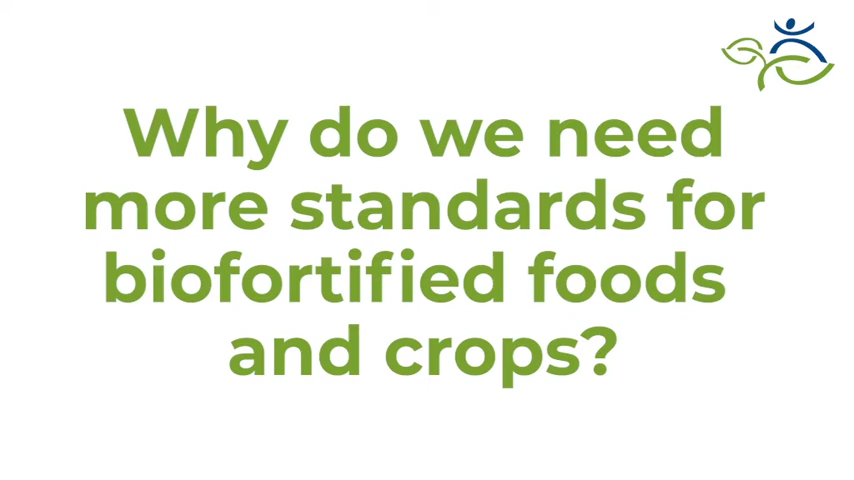 Why do we need
more standards for
biofortified foods
and crops?